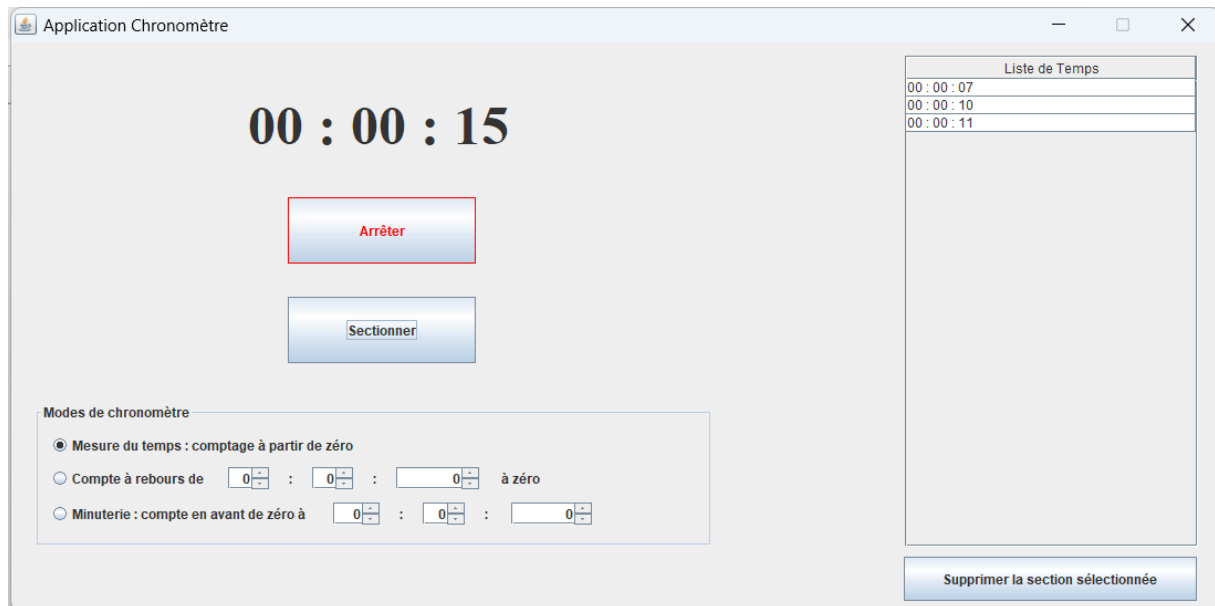 Application Chronomètre
00 : 00 : 15
Arrêter
Sectionner
Modes de chronomètre
Mesure du temps : comptage à partir de zéro
Compte à rebours de 0 : 0 : 0 à zéro
Minuterie : compte en avant de zéro à 0 : 0 : 0
Liste de Temps
00 : 00 : 07
00 : 00 : 10
00 : 00 : 11
Supprimer la section sélectionnée